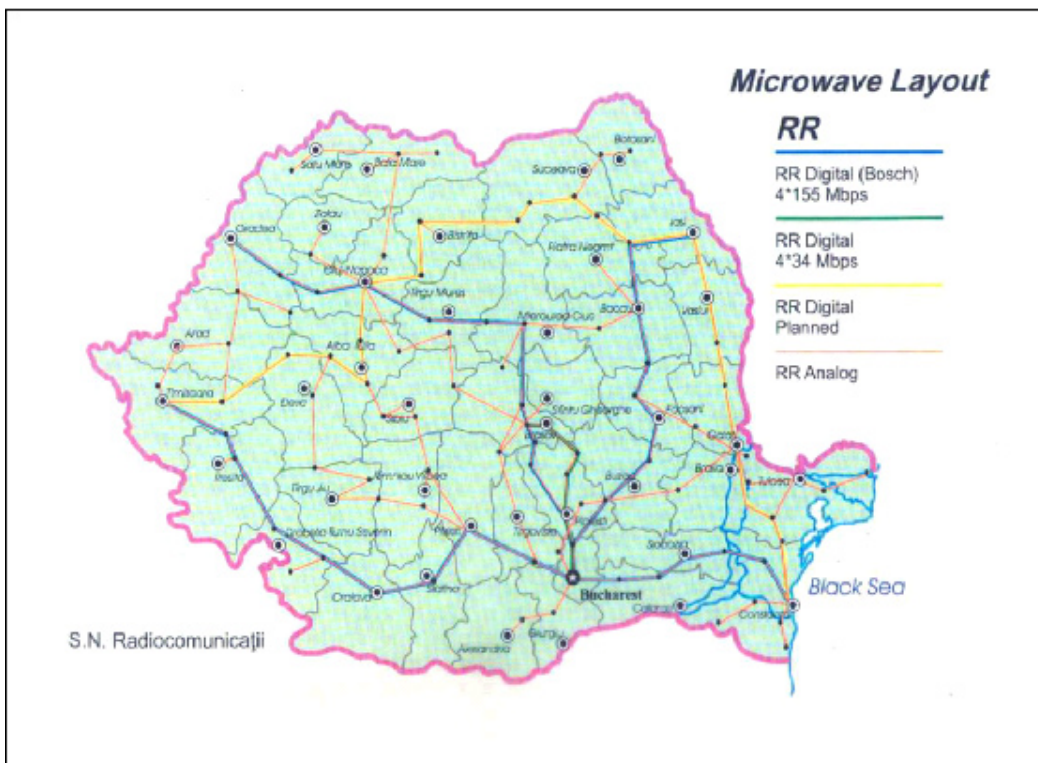 Microwave Layout
RR
RR Digital (Bosch)
4*155 Mbps
RR Digital
4*34 Mbps
RR Digital
Planned
RR Analog
Botosani
Satu Mare
Baia Mare
Suceava
Zalau
Iasi
Oradea
Bistrita
Piatra Neamt
Cluj-Napoca
Tirgu Mures
Bacau
Vaslui
Miercurea Ciuc
Arad
Alba Iulia
Timisoara
Deva
Sibiu
Sfintu Gheorghe
Brasov
Focsani
Galati
Braila
Tulcea
Resita
Rimnicu Vilcea
Tirgu Jiu
Buzau
Drobeta Turnu Severin
Pitesti
Tirgoviste
Ploiesti
Slobozia
Slatina
Bucharest
Craiova
Calarasi
Constanta
Black Sea
Giurgiu
Alexandria
S.N. Radiocomunicaţii